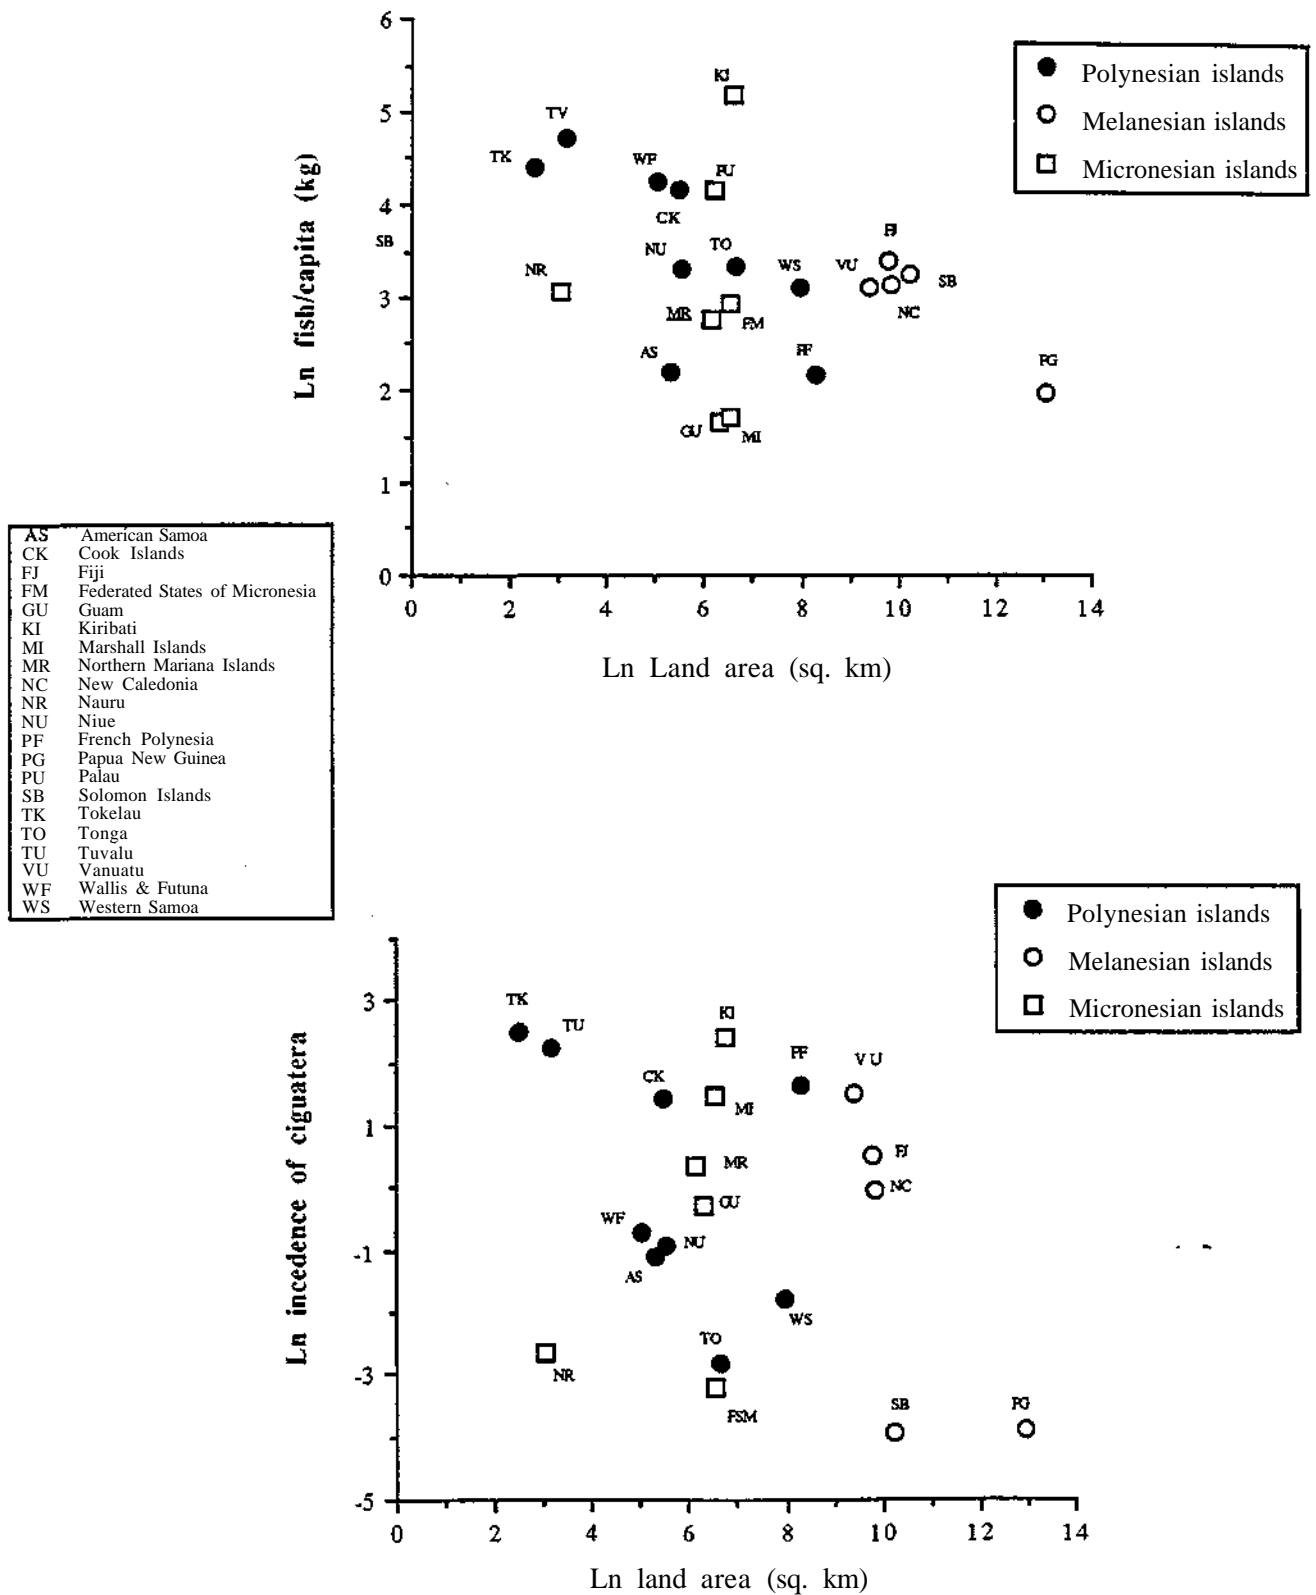 6
5
4
3
2
1
0
Ln fish/capita (kg)
KI
TV
TK
WF
PU
CK
SB
NU
TO
WS
VU
FJ
SB
NC
NR
MR
FM
AS
PF
PG
GU
MI
0 2 4 6 8 10 12 14
Ln Land area (sq. km)
Polynesian islands
Melanesian islands
Micronesian islands
AS American Samoa
CK Cook Islands
FJ Fiji
FM Federated States of Micronesia
GU Guam
KI Kiribati
MI Marshall Islands
MR Northern Mariana Islands
NC New Caledonia
NR Nauru
NU Niue
PF French Polynesia
PG Papua New Guinea
PU Palau
SB Solomon Islands
TK Tokelau
TO Tonga
TU Tuvalu
VU Vanuatu
WF Wallis & Futuna
WS Western Samoa
Polynesian islands
Melanesian islands
Micronesian islands
3
1
-1
-3
-5
Ln incedence of ciguatera
TK
TU
KI
PF
VU
CK
MI
MR
FJ
NC
GU
WF
NU
AS
WS
TO
NR
FSM
SB
PG
0 2 4 6 8 10 12 14
Ln land area (sq. km)